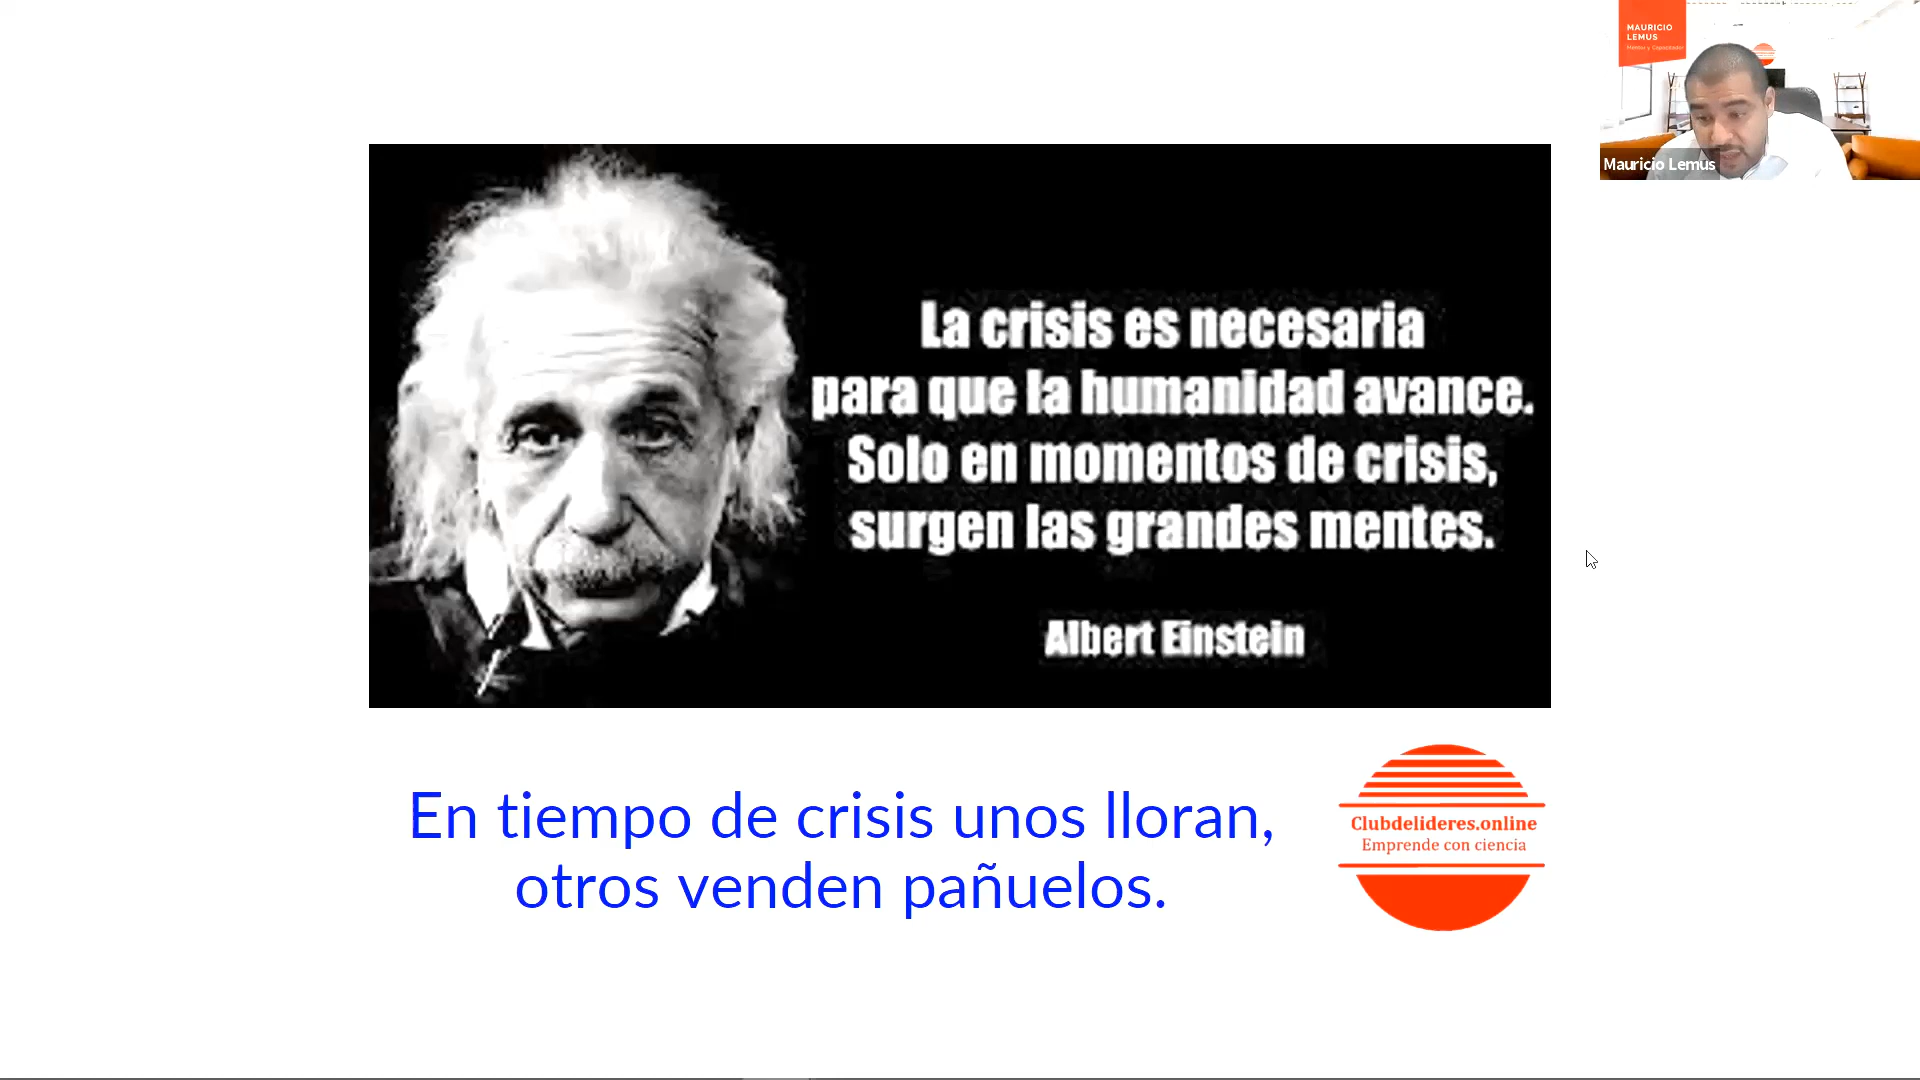 MAURICIO
LEMUS
Mentor y Capacitador
Mauricio Lemus
La crisis es necesaria
para que la humanidad avance.
Solo en momentos de crisis,
surgen las grandes mentes.
Albert Einstein
En tiempo de crisis unos lloran,
otros venden pañuelos.
Clubdelideres.online
Emprende con ciencia